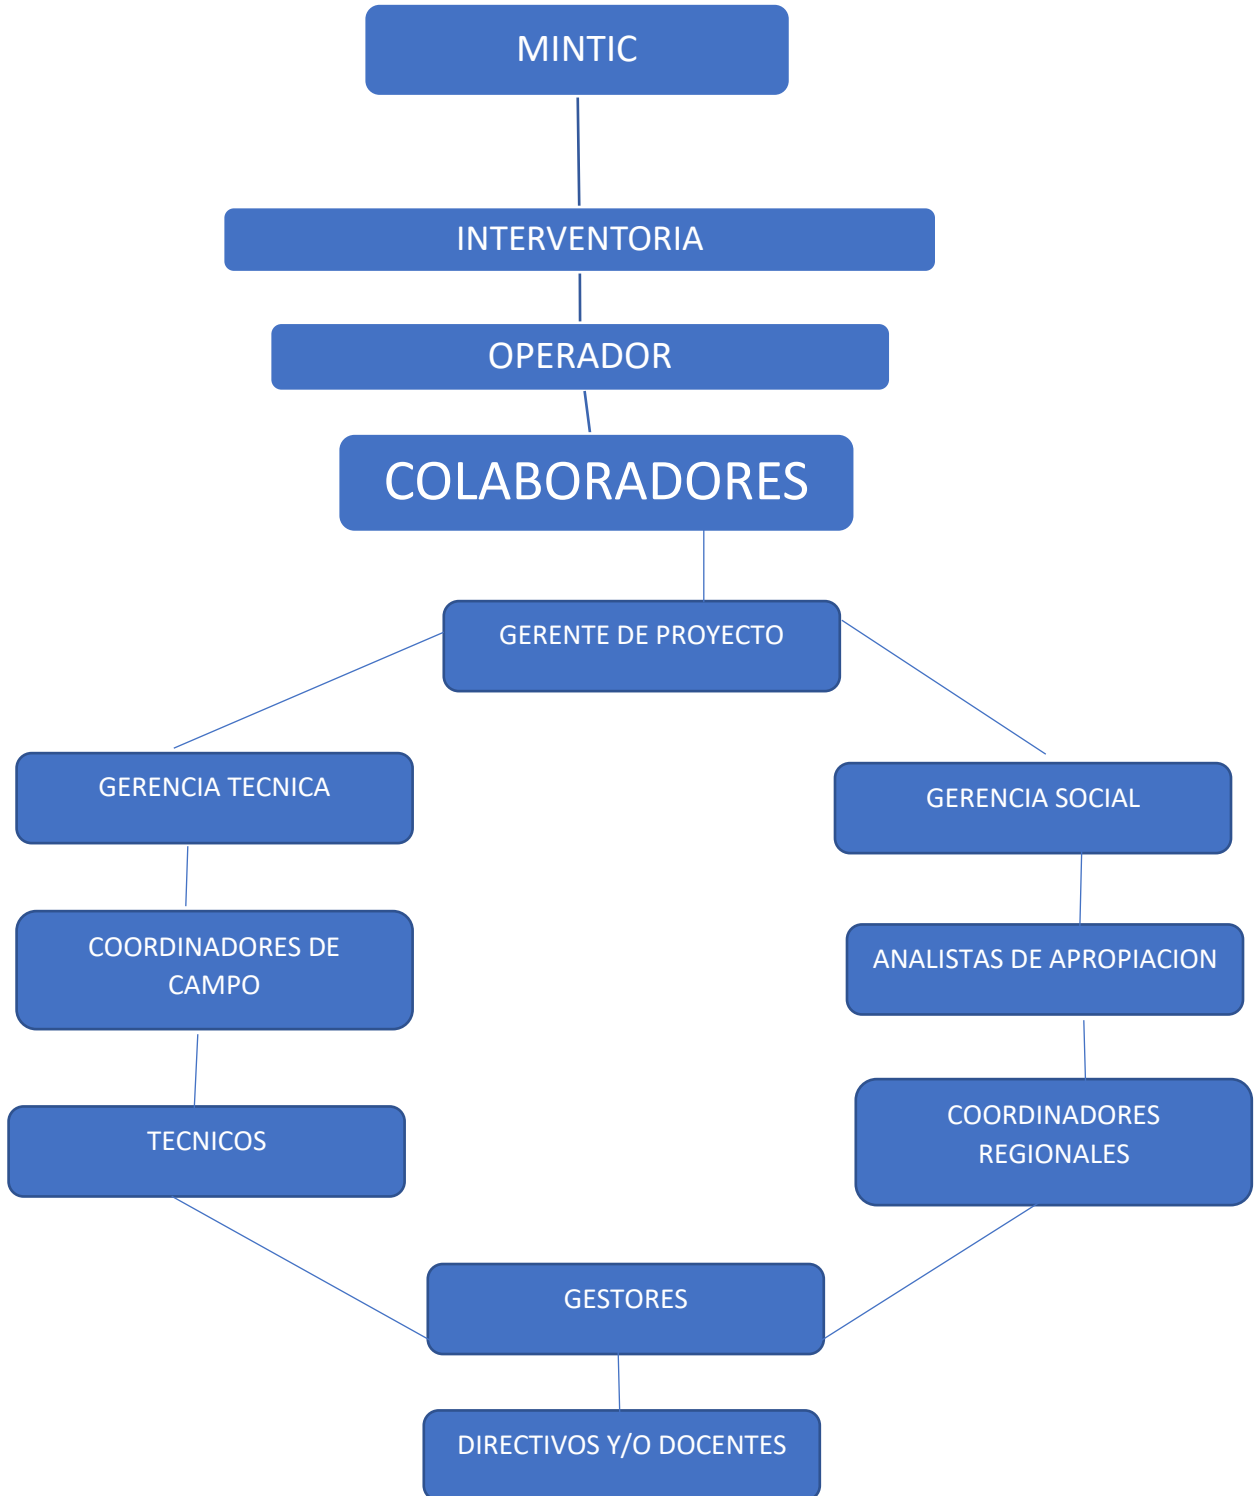 MINTIC
INTERVENTORIA
OPERADOR
COLABORADORES
GERENTE DE PROYECTO
GERENCIA TECNICA
GERENCIA SOCIAL
COORDINADORES DE
CAMPO
ANALISTAS DE APROPIACION
TECNICOS
COORDINADORES
REGIONALES
GESTORES
DIRECTIVOS Y/O DOCENTES